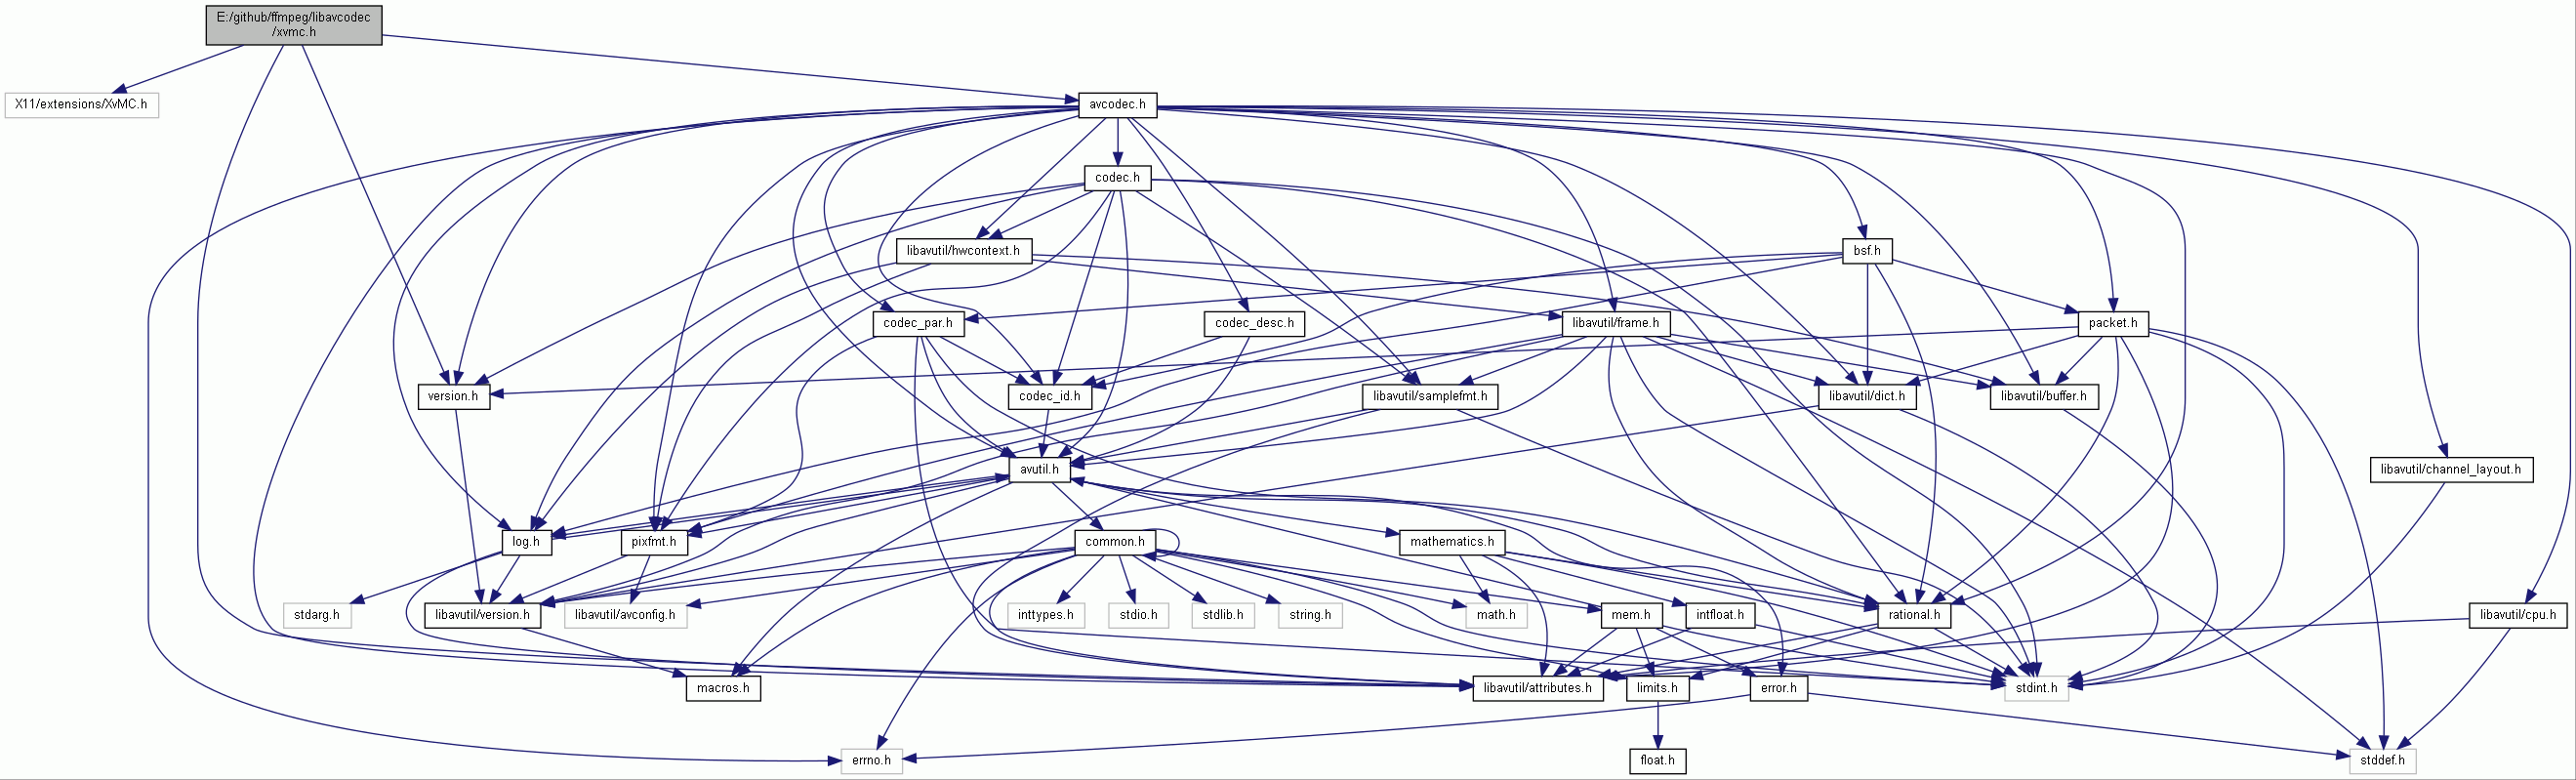 E:/github/ffmpeg/libavcodec
/xvmc.h
X11/extensions/XvMC.h
avcodec.h
codec.h
libavutil/hwcontext.h
bsf.h
codec_par.h
codec_desc.h
libavutil/frame.h
packet.h
version.h
codec_id.h
libavutil/samplefmt.h
libavutil/dict.h
libavutil/buffer.h
avutil.h
libavutil/channel_layout.h
log.h
pixfmt.h
common.h
mathematics.h
stdarg.h
libavutil/version.h
libavutil/avconfig.h
inttypes.h
stdio.h
stdlib.h
string.h
math.h
mem.h
intfloat.h
rational.h
libavutil/cpu.h
macros.h
libavutil/attributes.h
limits.h
error.h
stdint.h
errno.h
float.h
stddef.h